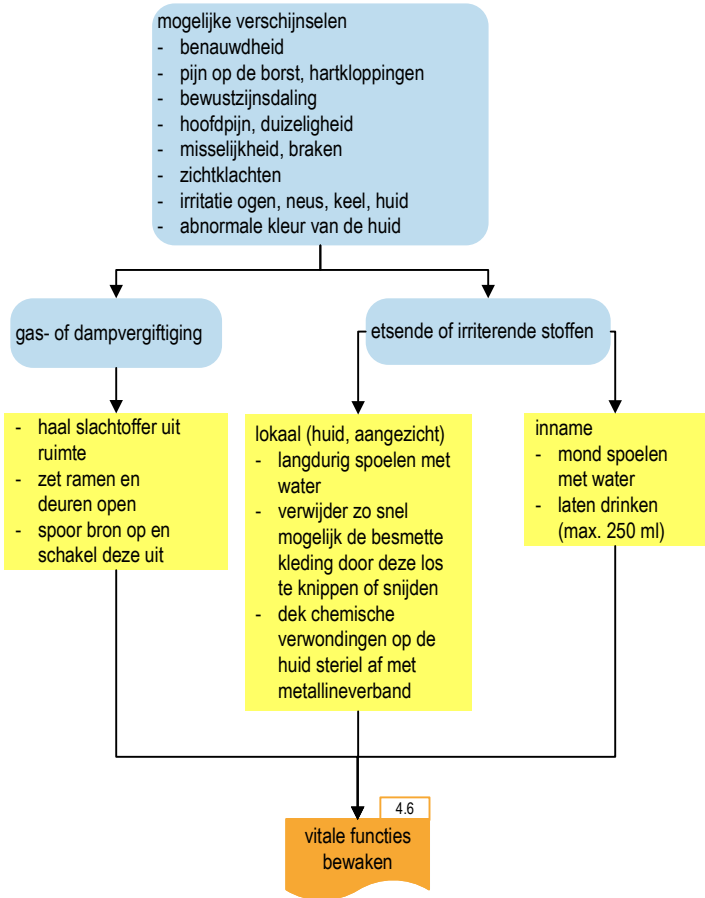 mogelijke verschijnselen
- benauwdheid
- pijn op de borst, hartkloppingen
- bewustzijnsdaling
- hoofdpijn, duizeligheid
- misselijkheid, braken
- zichtklachten
- irritatie ogen, neus, keel, huid
- abnormale kleur van de huid
gas- of dampvergiftiging
etsende of irriterende stoffen
- haal slachtoffer uit
ruimte
- zet ramen en
deuren open
- spoor bron op en
schakel deze uit
lokaal (huid, aangezicht)
- langdurig spoelen met
water
- verwijder zo snel
mogelijk de besmette
kleding door deze los
te knippen of snijden
- dek chemische
verwondingen op de
huid steriel af met
metallineverband
inname
- mond spoelen
met water
- laten drinken
(max. 250 ml)
4.6
vitale functies
bewaken